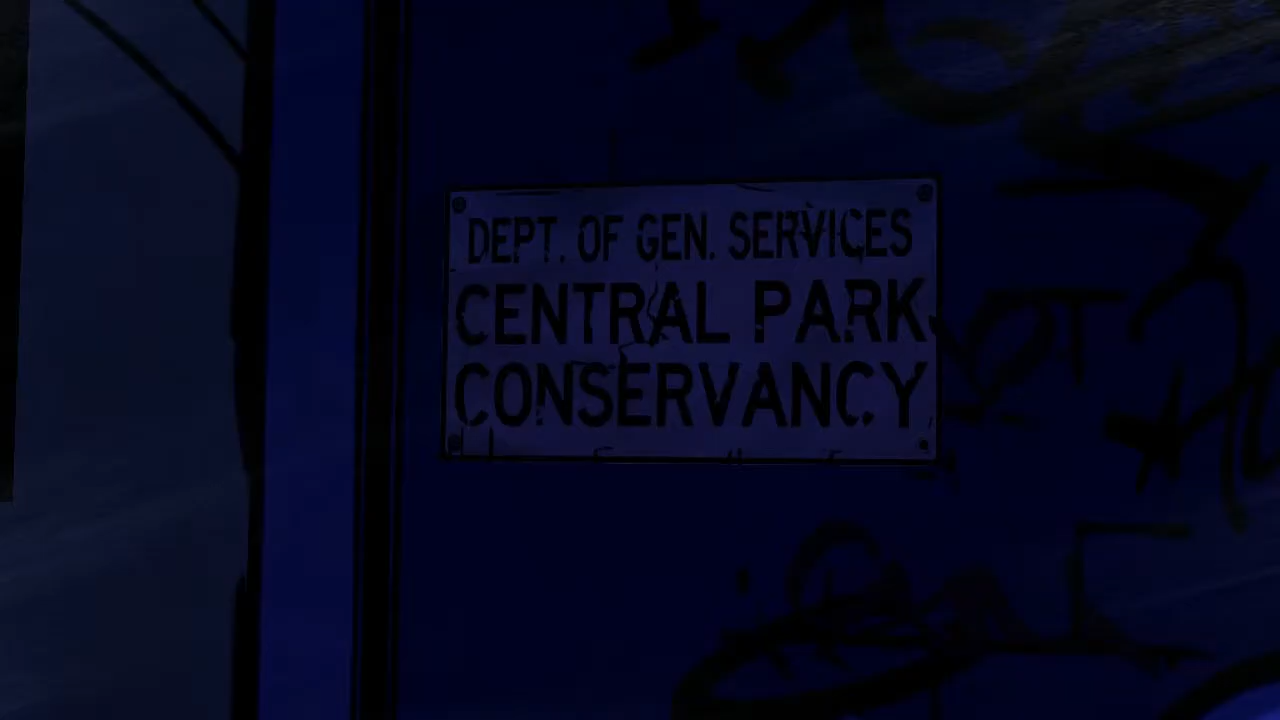 DEPT. OF GEN. SERVICES
CENTRAL PARK
CONSERVANCY